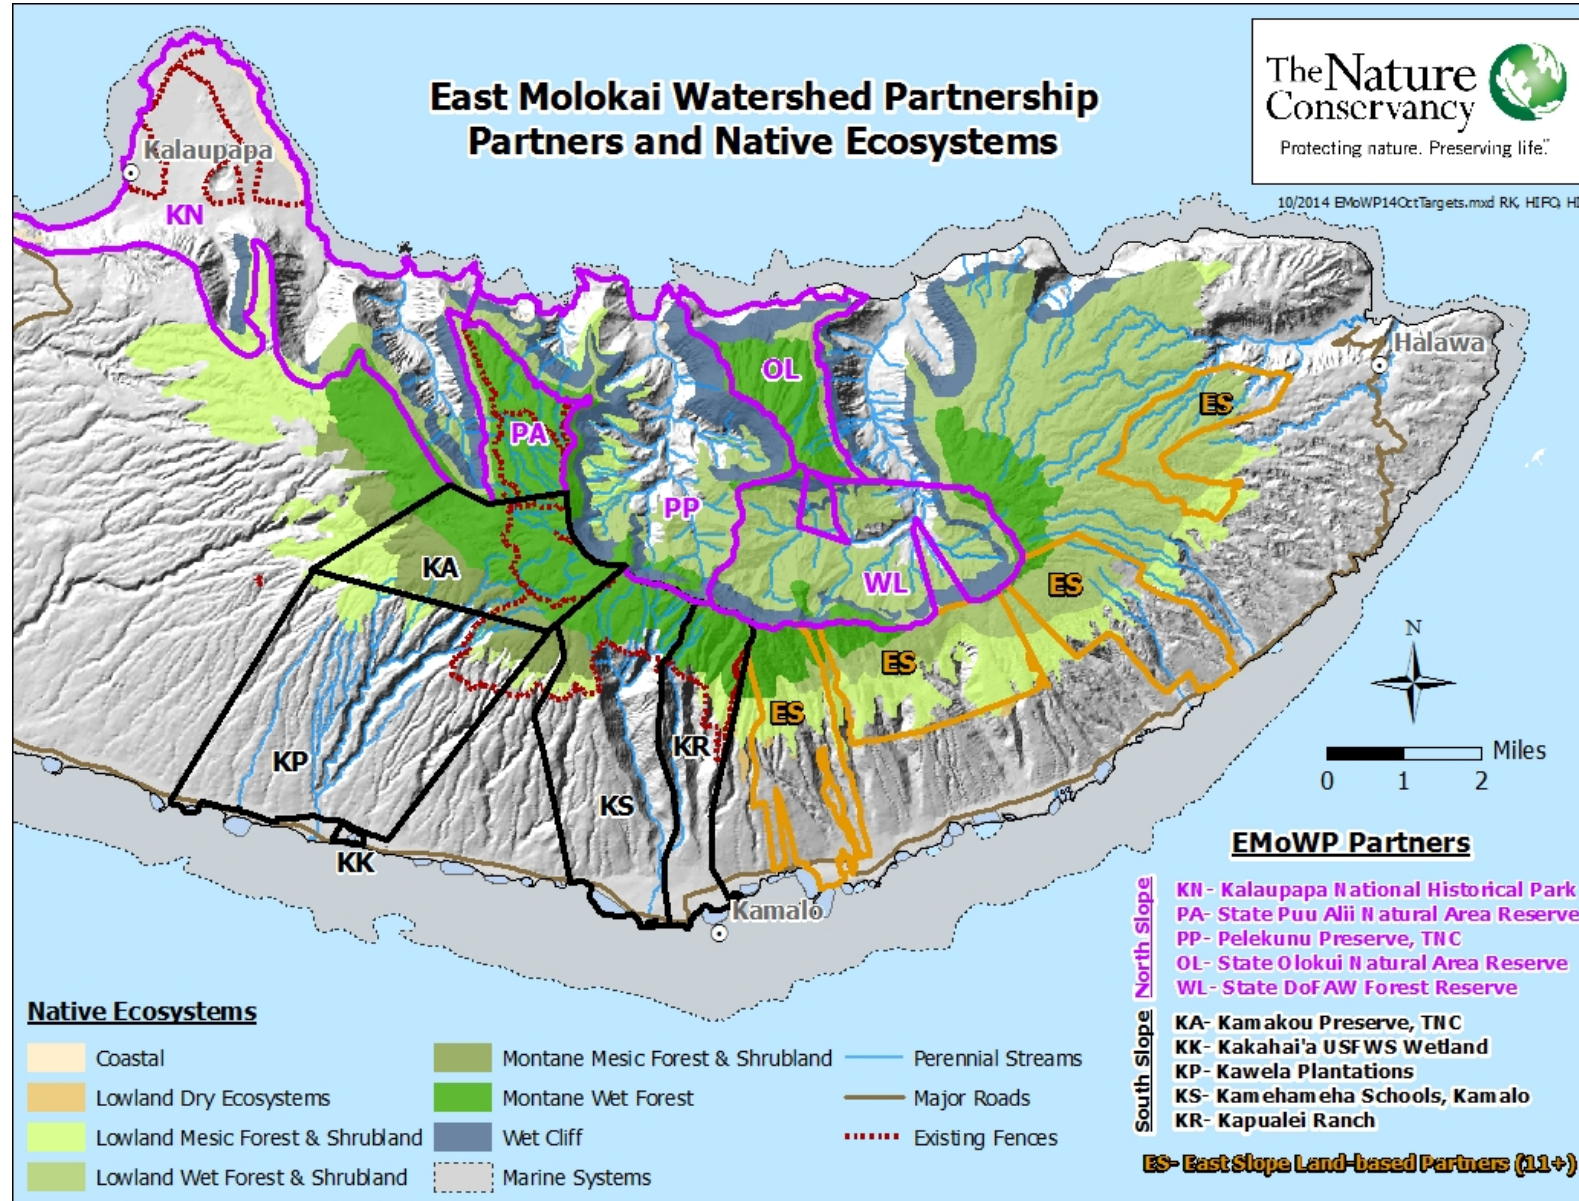 East Molokai Watershed Partnership
Partners and Native Ecosystems
The Nature
Conservancy
Protecting nature. Preserving life.™
10/2014 EMoWP14OctTargets.mxd RK, HIFO, HI
Kalaupapa
KN
OL
Halawa
ES
PA
PP
KA
WL
ES
ES
ES
KR
KP
KS
KK
Kamalo
N
Miles
0 1 2
EMoWP Partners
North Slope
KN- Kalaupapa National Historical Park
PA- State Puu Alii Natural Area Reserve
PP- Pelekunu Preserve, TNC
OL- State Olokui Natural Area Reserve
WL- State DoFAW Forest Reserve
South Slope
KA- Kamakou Preserve, TNC
KK- Kakahai'a USFWS Wetland
KP- Kawela Plantations
KS- Kamehameha Schools, Kamalo
KR- Kapualei Ranch
ES- East Slope Land-based Partners (11+)
Native Ecosystems
Coastal
Lowland Dry Ecosystems
Lowland Mesic Forest & Shrubland
Lowland Wet Forest & Shrubland
Montane Mesic Forest & Shrubland
Montane Wet Forest
Wet Cliff
Marine Systems
Perennial Streams
Major Roads
Existing Fences